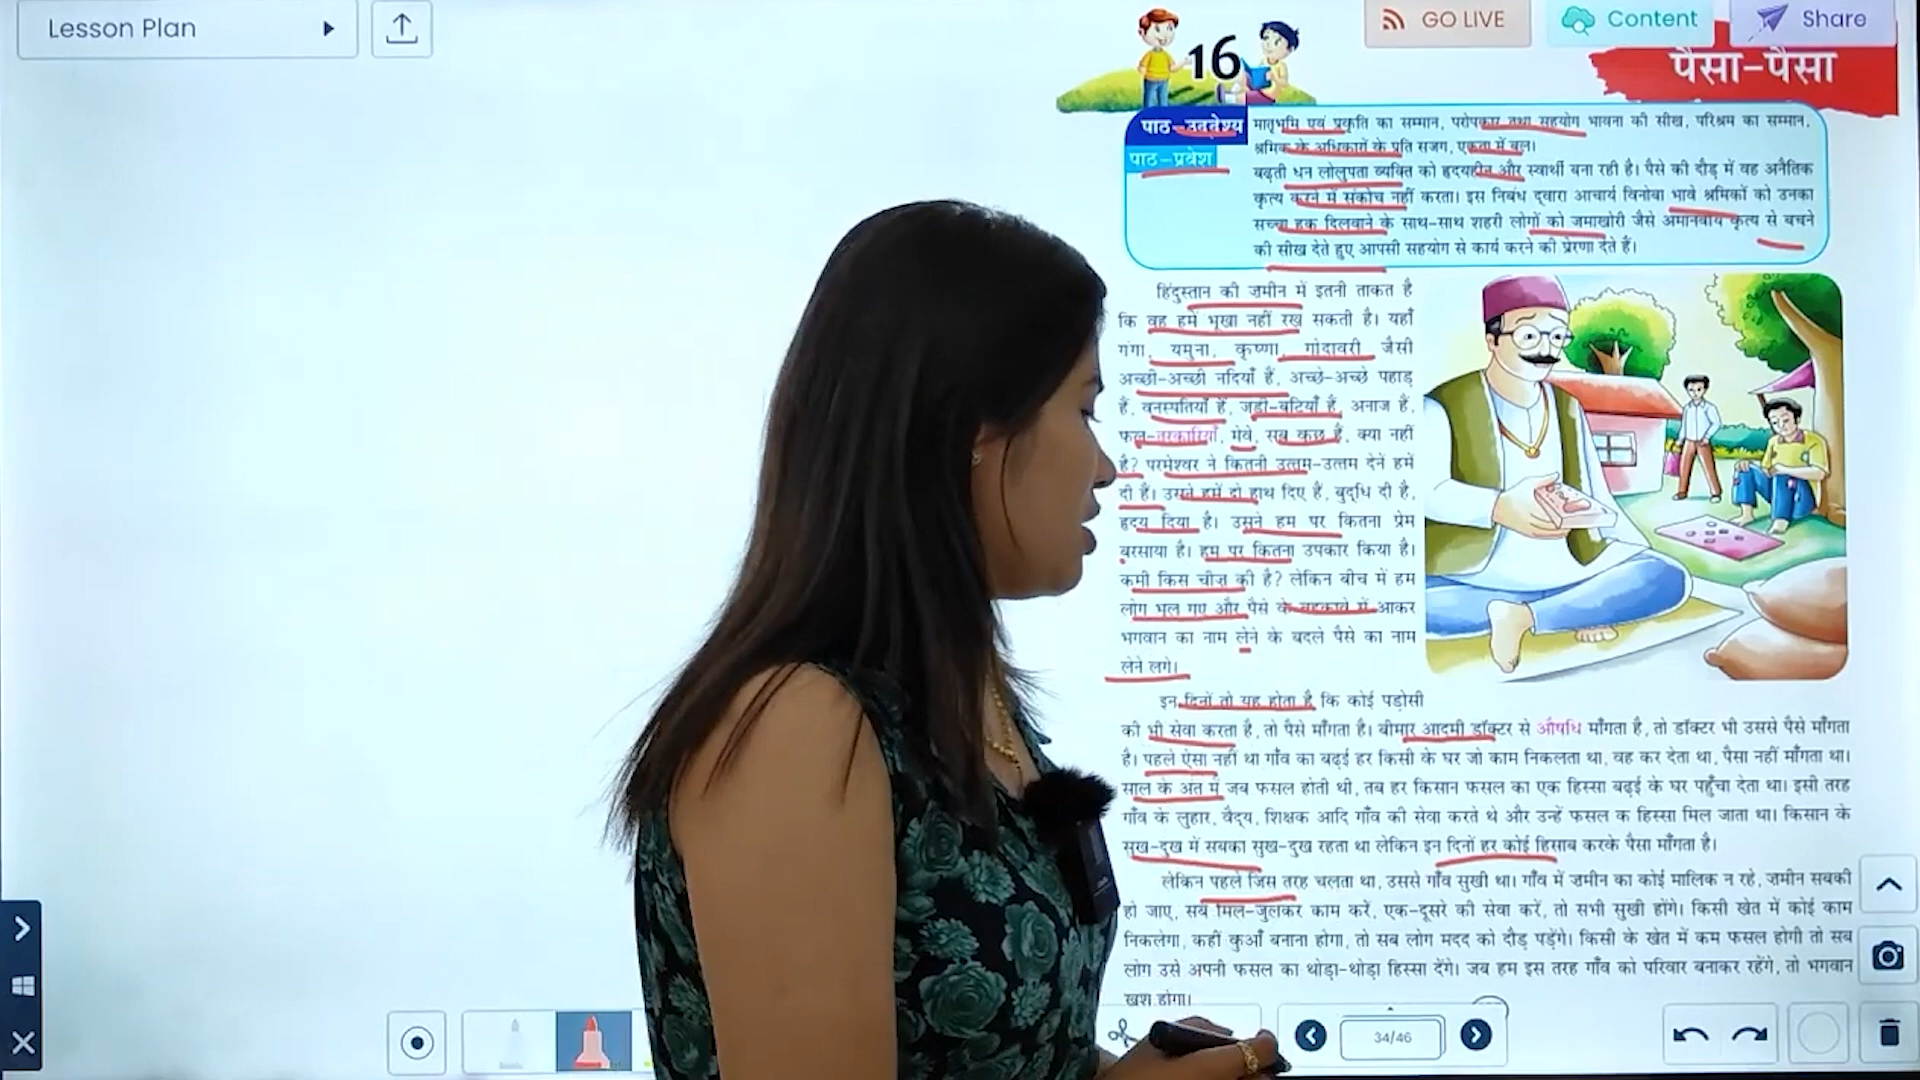 Lesson Plan
GO LIVE
Content
Share
16
पैसा-पैसा
पाठ-उद्देश्य
मातृभूमि एवं प्रकृति का सम्मान, परोपकार तथा सहयोग भावना की सीख, परिश्रम का सम्मान,
श्रमिक के अधिकारों के प्रति सजग, एकता में बल।
पाठ-प्रवेश
बढ़ती धन लोलुपता व्यक्ति को हृदयहीन और स्वार्थी बना रही है। पैसे की दौड़ में वह अनैतिक
कृत्य करने में संकोच नहीं करता। इस निबंध द्वारा आचार्य विनोबा भावे श्रमिकों को उनका
सच्चा हक दिलवाने के साथ-साथ शहरी लोगों को जमाखोरी जैसे अमानवीय कृत्य से बचने
की सीख देते हुए आपसी सहयोग से कार्य करने की प्रेरणा देते हैं।
हिंदुस्तान की ज़मीन में इतनी ताकत है
कि वह हमें भूखा नहीं रख सकती है। यहाँ
गंगा, यमुना, कृष्णा, गोदावरी जैसी
अच्छी-अच्छी नदियाँ हैं, अच्छे-अच्छे पहाड़
हैं, वनस्पतियाँ हैं, जड़ी-बूटियाँ हैं, अनाज हैं,
फल-तरकारियाँ, मेवे, सब कुछ हैं, क्या नहीं
है? परमेश्वर ने कितनी उत्तम-उत्तम देनें हमें
दी हैं। उसने हमें दो हाथ दिए हैं, बुद्धि दी है,
हृदय दिया है। उसने हम पर कितना प्रेम
बरसाया है। हम पर कितना उपकार किया है।
कमी किस चीज़ की है? लेकिन बीच में हम
लोग भूल गए और पैसे के बहकावे में आकर
भगवान का नाम लेने के बदले पैसे का नाम
लेने लगे।
इन दिनों तो यह होता है कि कोई पड़ोसी
की भी सेवा करता है, तो पैसे माँगता है। बीमार आदमी डॉक्टर से औषधि माँगता है, तो डॉक्टर भी उससे पैसे माँगता
है। पहले ऐसा नहीं था गाँव का बढ़ई हर किसी के घर जो काम निकलता था, वह कर देता था, पैसा नहीं माँगता था।
साल के अंत में जब फसल होती थी, तब हर किसान फसल का एक हिस्सा बढ़ई के घर पहुँचा देता था। इसी तरह
गाँव के लुहार, वैद्य, शिक्षक आदि गाँव की सेवा करते थे और उन्हें फसल क हिस्सा मिल जाता था। किसान के
सुख-दुख में सबका सुख-दुख रहता था लेकिन इन दिनों हर कोई हिसाब करके पैसा माँगता है।
लेकिन पहले जिस तरह चलता था, उससे गाँव सुखी था। गाँव में ज़मीन का कोई मालिक न रहे, ज़मीन सबकी
हो जाए, सब मिल-जुलकर काम करें, एक-दूसरे की सेवा करें, तो सभी सुखी होंगे। किसी खेत में कोई काम
निकलेगा, कहीं कुआँ बनाना होगा, तो सब लोग मदद को दौड़ पड़ेंगे। किसी के खेत में कम फसल होगी तो सब
लोग उसे अपनी फसल का थोड़ा-थोड़ा हिस्सा देंगे। जब हम इस तरह गाँव को परिवार बनाकर रहेंगे, तो भगवान
खुश होगा।
34/46